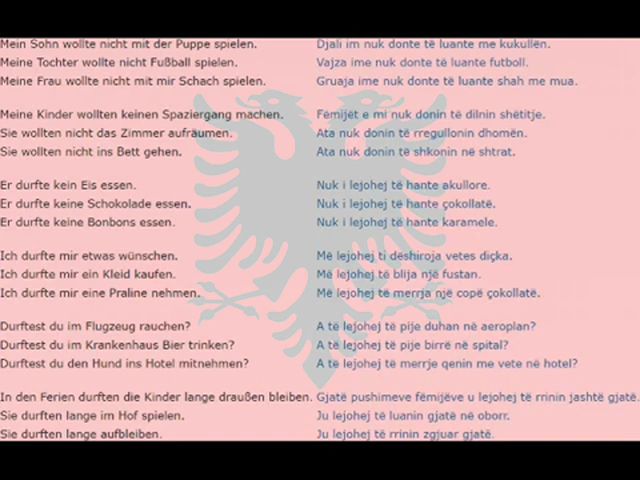 Mein Sohn wollte nicht mit der Puppe spielen. Djali im nuk donte të luante me kukullën.
Meine Tochter wollte nicht Fußball spielen. Vajza ime nuk donte të luante futboll.
Meine Frau wollte nicht mit mir Schach spielen. Gruaja ime nuk donte të luante shah me mua.
Meine Kinder wollten keinen Spaziergang machen. Fëmijët e mi nuk donin të dilnin shëtitje.
Sie wollten nicht das Zimmer aufräumen. Ata nuk donin të rregullonin dhomën.
Sie wollten nicht ins Bett gehen. Ata nuk donin të shkonin në shtrat.
Er durfte kein Eis essen. Nuk i lejohej të hante akullore.
Er durfte keine Schokolade essen. Nuk i lejohej të hante çokollatë.
Er durfte keine Bonbons essen. Nuk i lejohej të hante karamele.
Ich durfte mir etwas wünschen. Më lejohej ti dëshiroja vetes diçka.
Ich durfte mir ein Kleid kaufen. Më lejohej të blija një fustan.
Ich durfte mir eine Praline nehmen. Më lejohej të merrja një copë çokollatë.
Durftest du im Flugzeug rauchen? A të lejohej të pije duhan në aeroplan?
Durftest du im Krankenhaus Bier trinken? A të lejohej të pije birrë në spital?
Durftest du den Hund ins Hotel mitnehmen? A të lejohej të merrje qenin me vete në hotel?
In den Ferien durften die Kinder lange draußen bleiben. Gjatë pushimeve fëmijëve u lejohej të rrinin jashtë gjatë.
Sie durften lange im Hof spielen. Ju lejohej të luanin gjatë në oborr.
Sie durften lange aufbleiben. Ju lejohej të rrinin zgjuar gjatë.